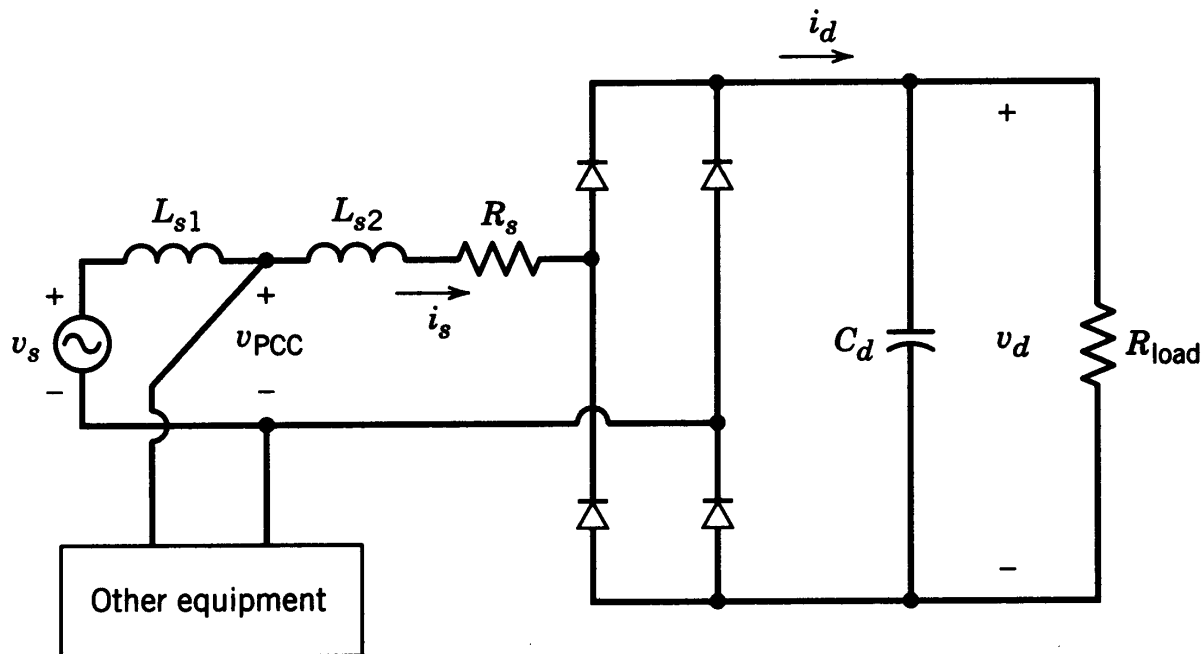 i_d
+
L_s1 L_s2 R_s
+ + i_s
v_s v_PCC C_d v_d R_load
− −
−
Other equipment